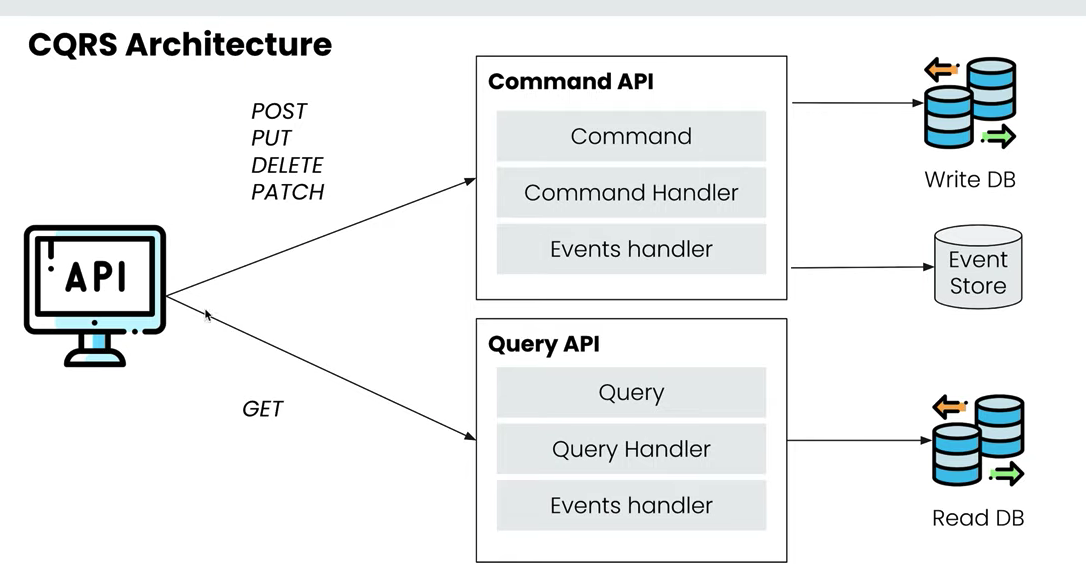 CQRS Architecture
POST
PUT
DELETE
PATCH
API
GET
Command API
Command
Command Handler
Events handler
Query API
Query
Query Handler
Events handler
Write DB
Event
Store
Read DB